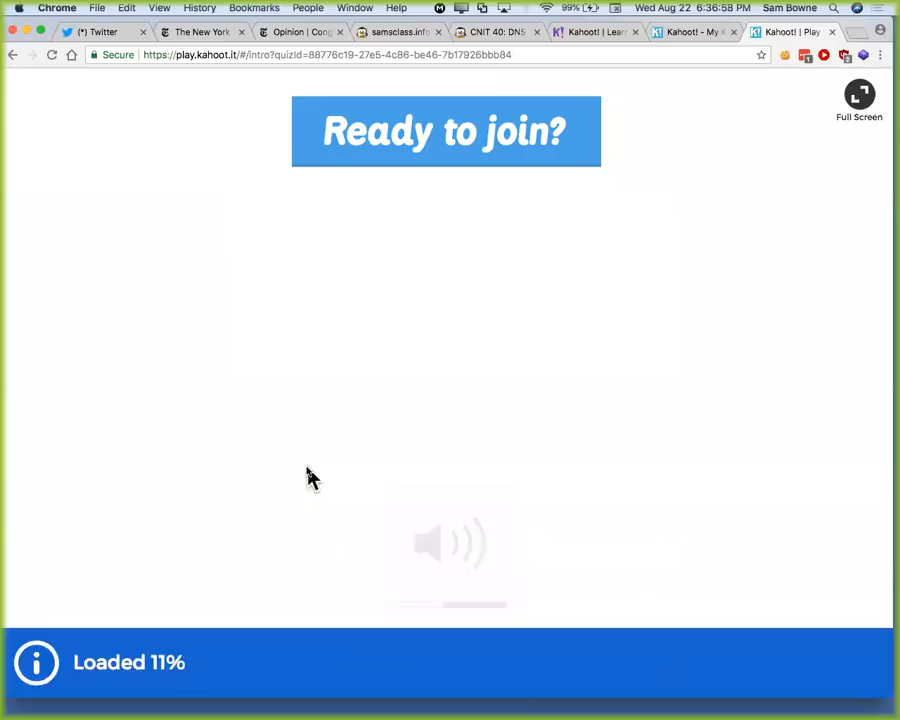 Chrome File Edit View History Bookmarks People Window Help 99% Wed Aug 22 6:36:58 PM Sam Bowne
(*) Twitter The New York Opinion | Cong samsclass.info CNIT 40: DNS Kahoot! | Learn Kahoot! - My K Kahoot! | Play
Secure https://play.kahoot.it/#/intro?quizId=88776c19-27e5-4c86-be46-7b17926bbb84
Ready to join?
Full Screen
Loaded 11%